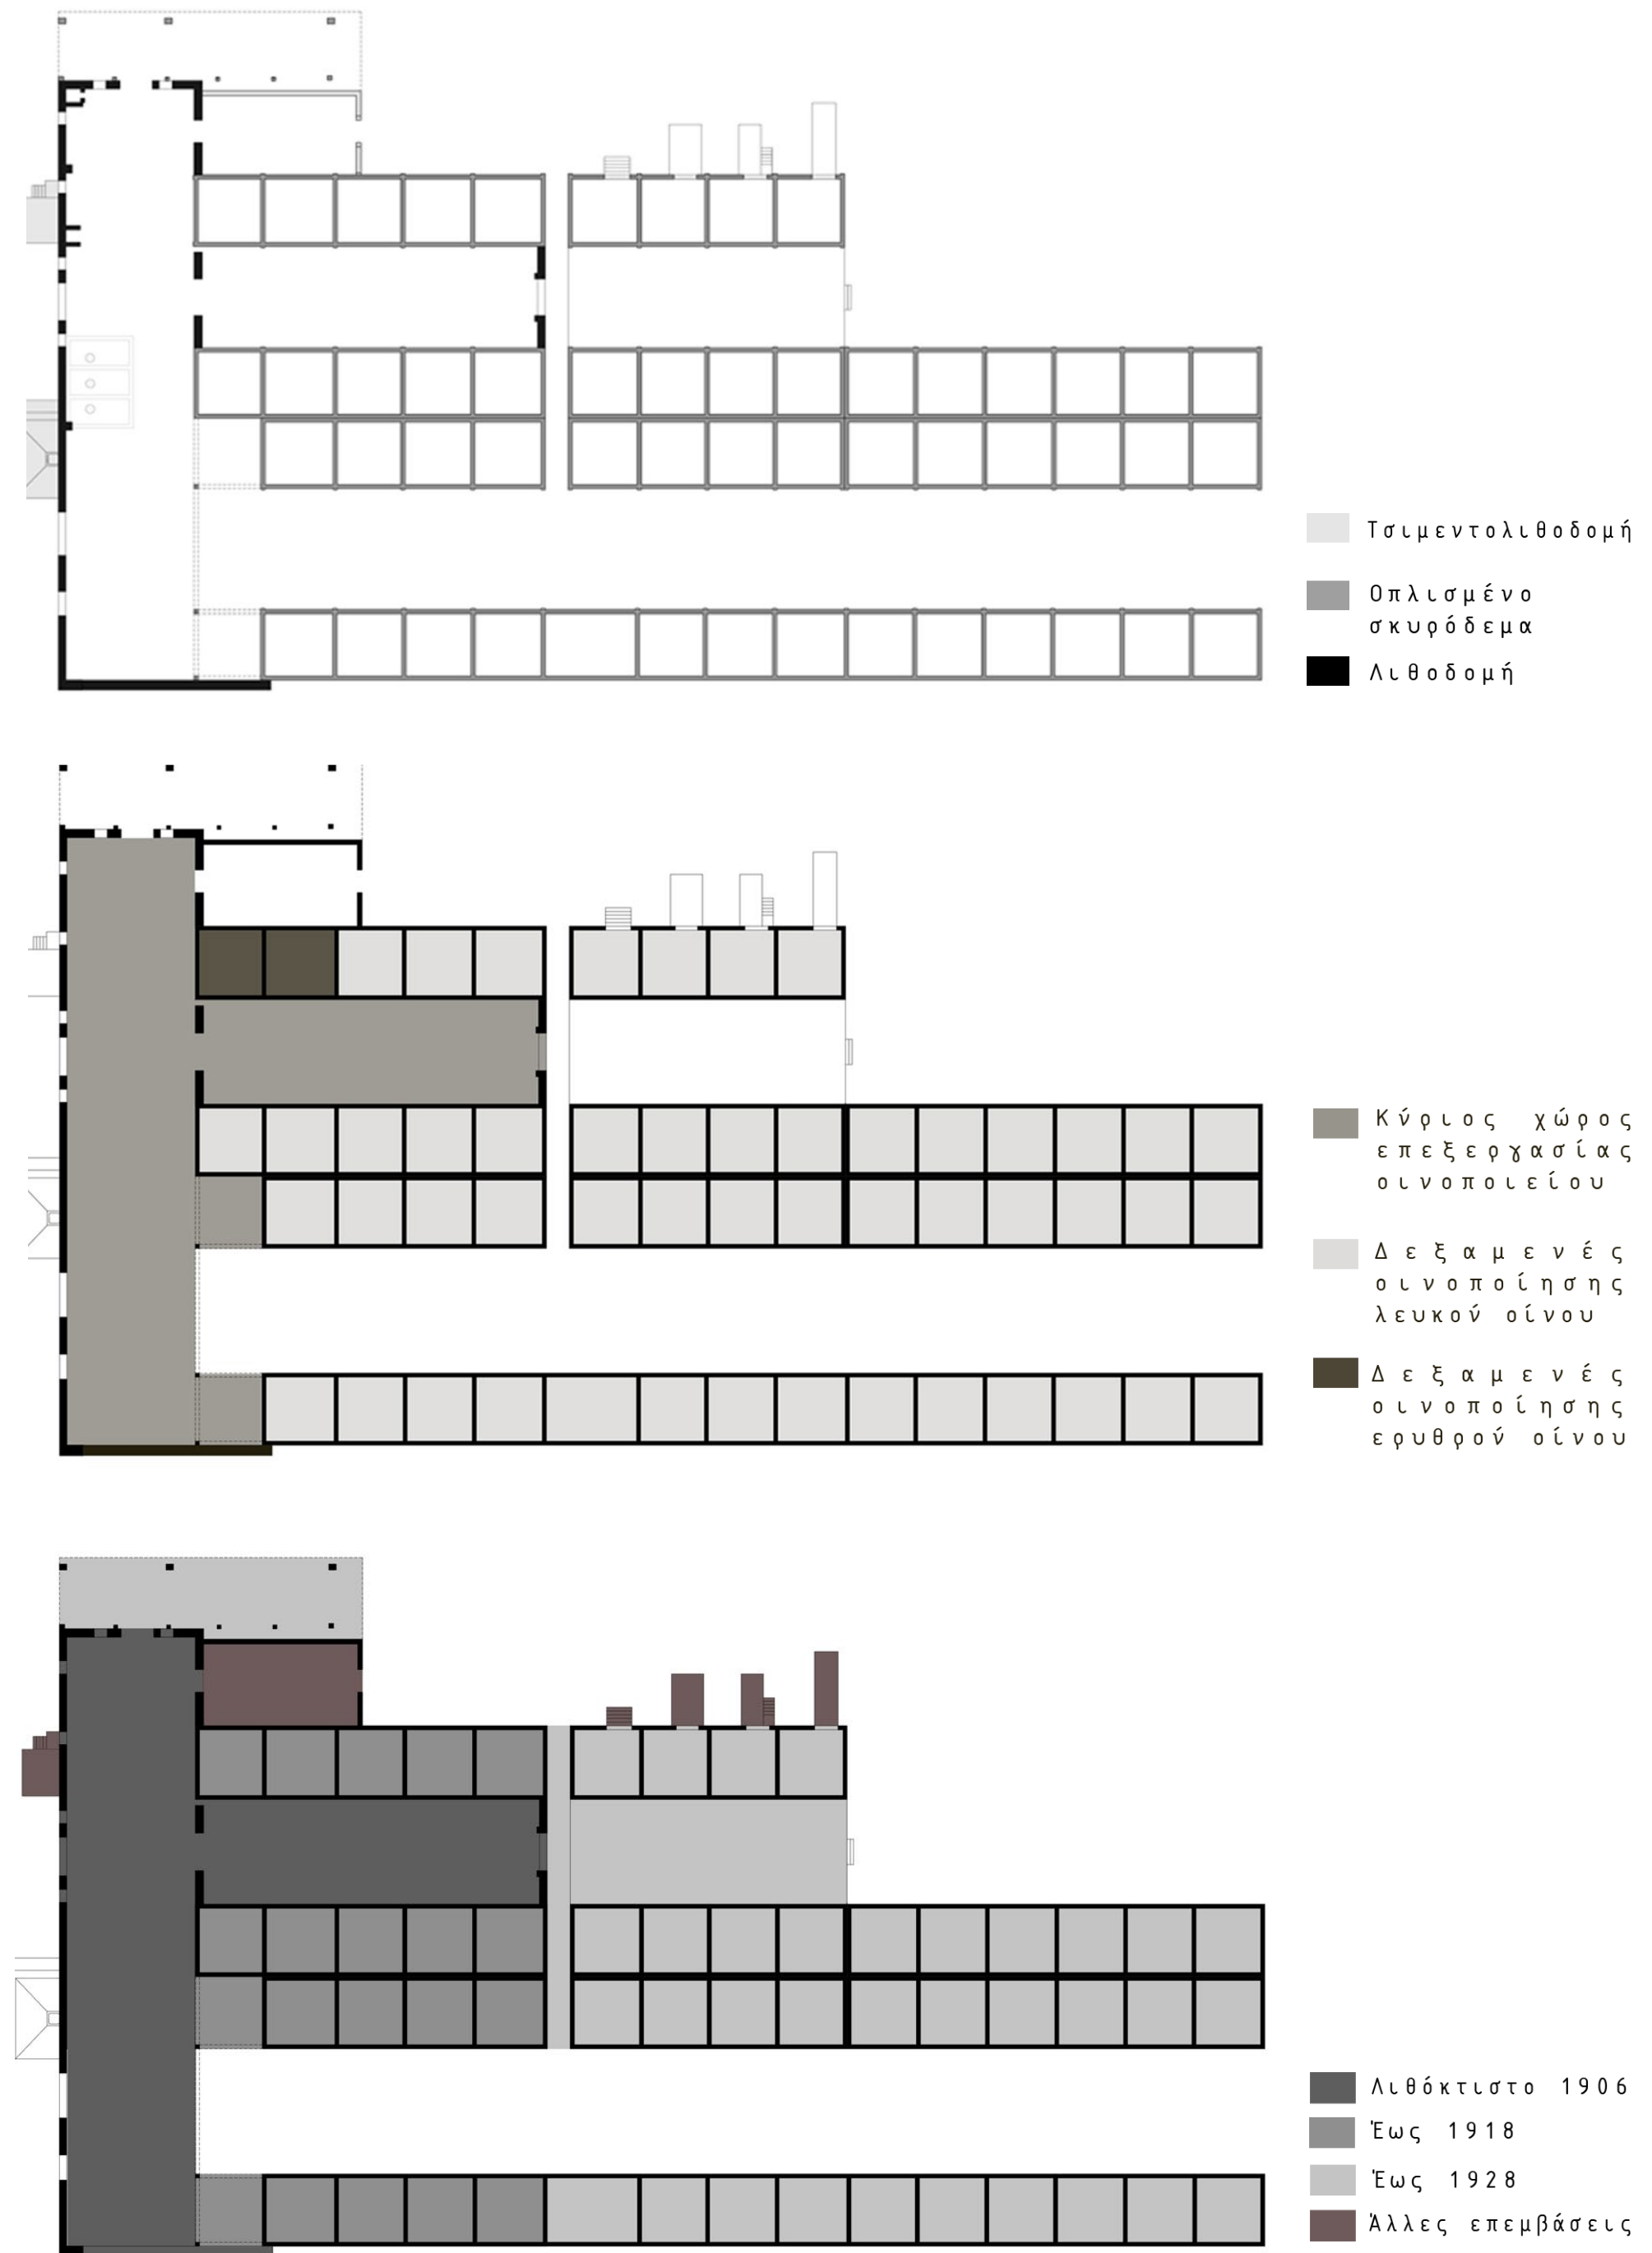 Τσιμεντολιθοδομή
Οπλισμένο
σκυρόδεμα
Λιθοδομή
Κύριος χώρος
επεξεργασίας
οινοποιείου
Δεξαμενές
οινοποίησης
λευκού οίνου
Δεξαμενές
οινοποίησης
ερυθρού οίνου
Λιθόκτιστο 1906
Έως 1918
Έως 1928
Άλλες επεμβάσεις